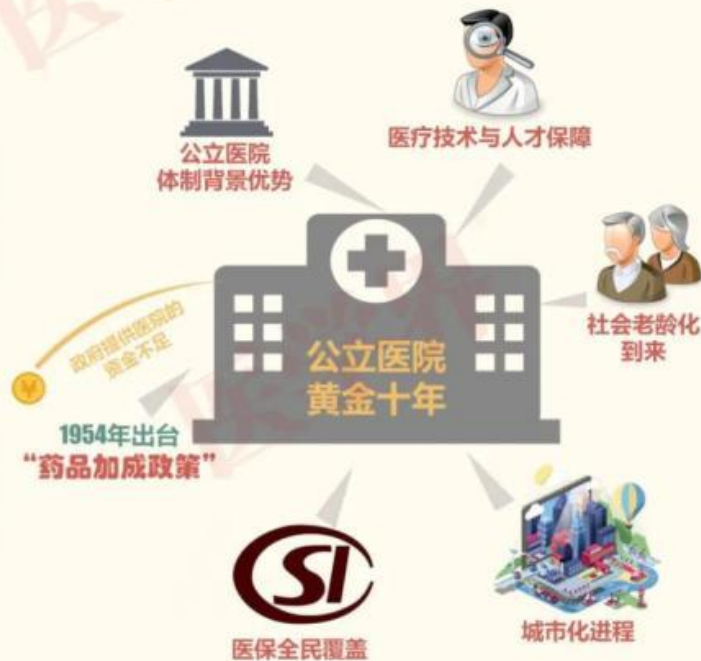 公立医院
体制背景优势
医疗技术与人才保障
社会老龄化
到来
政府提供医院的
资金不足
¥
公立医院
黄金十年
1954年出台
“药品加成政策”
CSI
医保全民覆盖
城市化进程